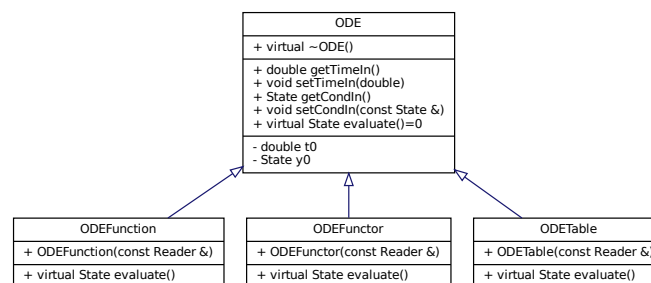 ODE
+ virtual ~ODE()
+ double getTimeIn()
+ void setTimeIn(double)
+ State getCondIn()
+ void setCondIn(const State &)
+ virtual State evaluate()=0
- double t0
- State y0
ODEFunction
+ ODEFunction(const Reader &)
+ virtual State evaluate()
ODEFunctor
+ ODEFunctor(const Reader &)
+ virtual State evaluate()
ODETable
+ ODETable(const Reader &)
+ virtual State evaluate()